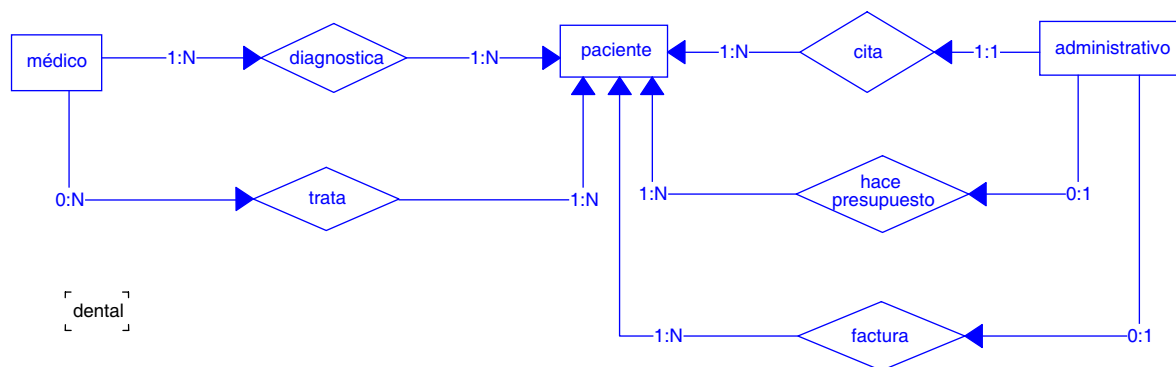 médico
1:N
diagnostica
1:N
paciente
1:N
cita
1:1
administrativo
0:N
trata
1:N
1:N
hace
presupuesto
0:1
dental
1:N
factura
0:1